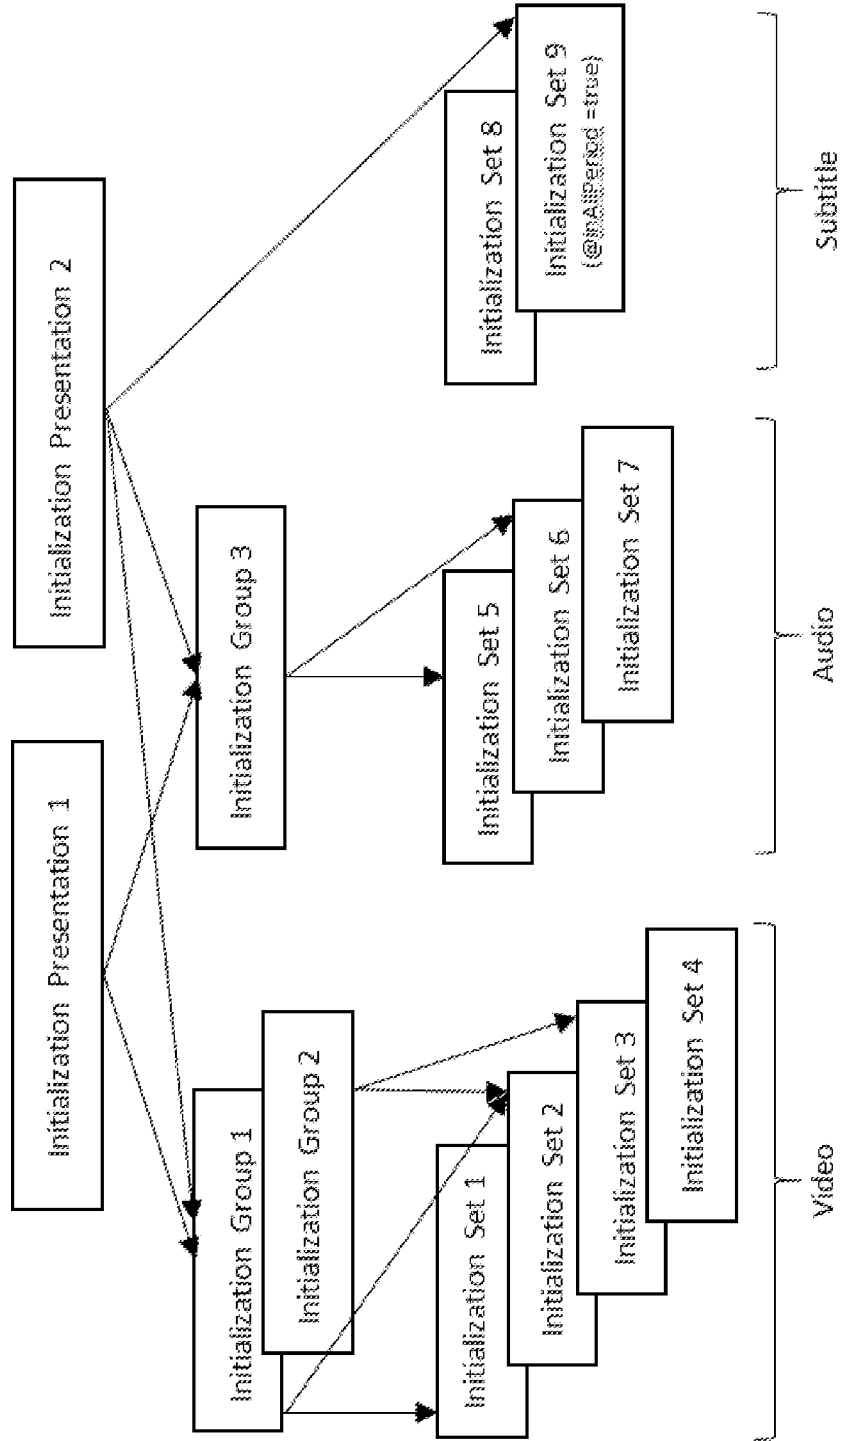 Initialization Presentation 1
Initialization Presentation 2
Initialization Group 1
Initialization Group 2
Initialization Group 3
Initialization Set 1
Initialization Set 2
Initialization Set 3
Initialization Set 4
Initialization Set 5
Initialization Set 6
Initialization Set 7
Initialization Set 8
Initialization Set 9
(@inAllPeriod =true)
Video
Audio
Subtitle